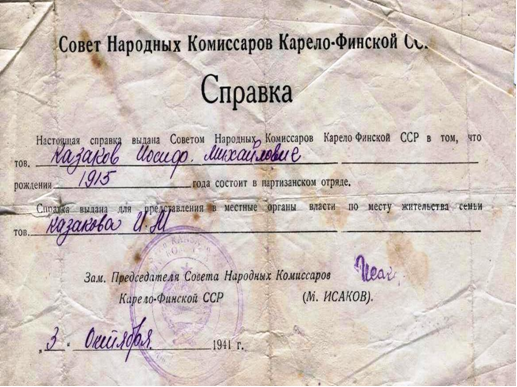 Совет Народных Комиссаров Карело-Финской СС
Справка
Настоящая справка выдана Советом Народных Комиссаров Карело-Финской ССР в том, что
тов. Казаков Иосиф. Михайлович
рождения 1915 года состоит в партизанском отряде.
Справка выдана для представления в местные органы власти по месту жительства семьи
тов. Казакова И.М
Зам. Председателя Совета Народных Комиссаров
Карело-Финской ССР (М. ИСАКОВ).
„3" Октября 1941 г.